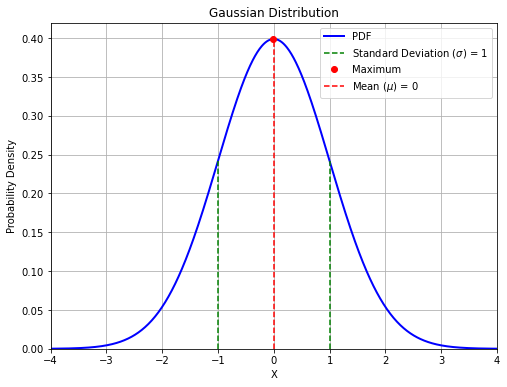 Gaussian Distribution
PDF
Standard Deviation (σ) = 1
Maximum
Mean (μ) = 0
Probability Density
0.40
0.35
0.30
0.25
0.20
0.15
0.10
0.05
0.00
−4 −3 −2 −1 0 1 2 3 4
X